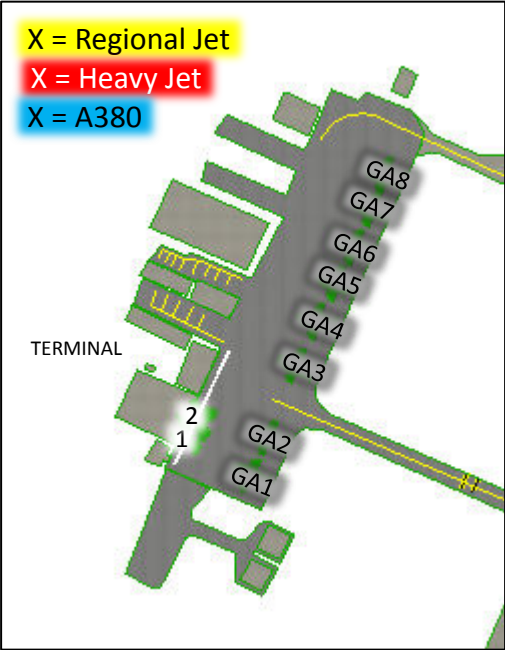 X = Regional Jet
X = Heavy Jet
X = A380
GA8
GA7
GA6
GA5
GA4
GA3
TERMINAL
2
1
GA2
GA1